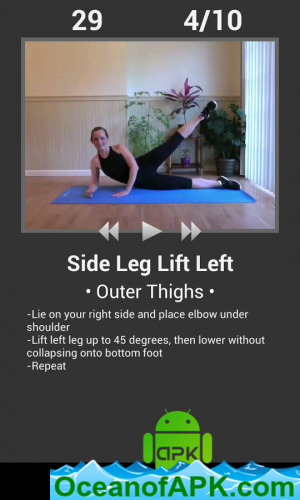 29 4/10
Side Leg Lift Left
• Outer Thighs •
-Lie on your right side and place elbow under
shoulder
-Lift left leg up to 45 degrees, then lower without
collapsing onto bottom foot
-Repeat
apk
OceanofAPK.com